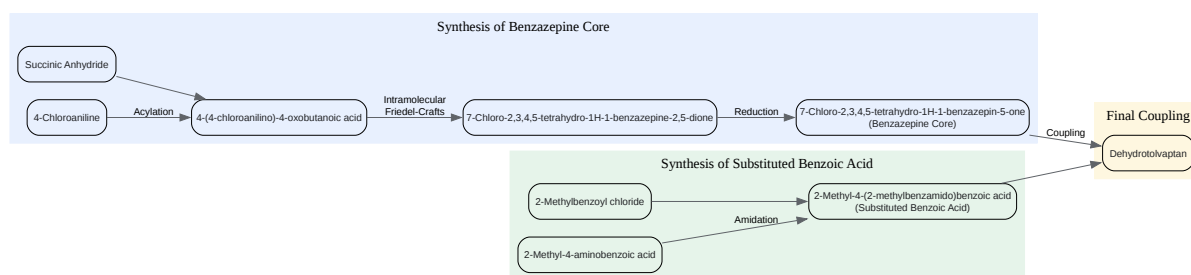 Synthesis of Benzazepine Core
Succinic Anhydride
4-Chloroaniline
Acylation
4-(4-chloroanilino)-4-oxobutanoic acid
Intramolecular
Friedel-Crafts
7-Chloro-2,3,4,5-tetrahydro-1H-1-benzazepine-2,5-dione
Reduction
7-Chloro-2,3,4,5-tetrahydro-1H-1-benzazepin-5-one
(Benzazepine Core)
Coupling
Final Coupling
Dehydrotolvaptan
Synthesis of Substituted Benzoic Acid
2-Methylbenzoyl chloride
2-Methyl-4-aminobenzoic acid
Amidation
2-Methyl-4-(2-methylbenzamido)benzoic acid
(Substituted Benzoic Acid)